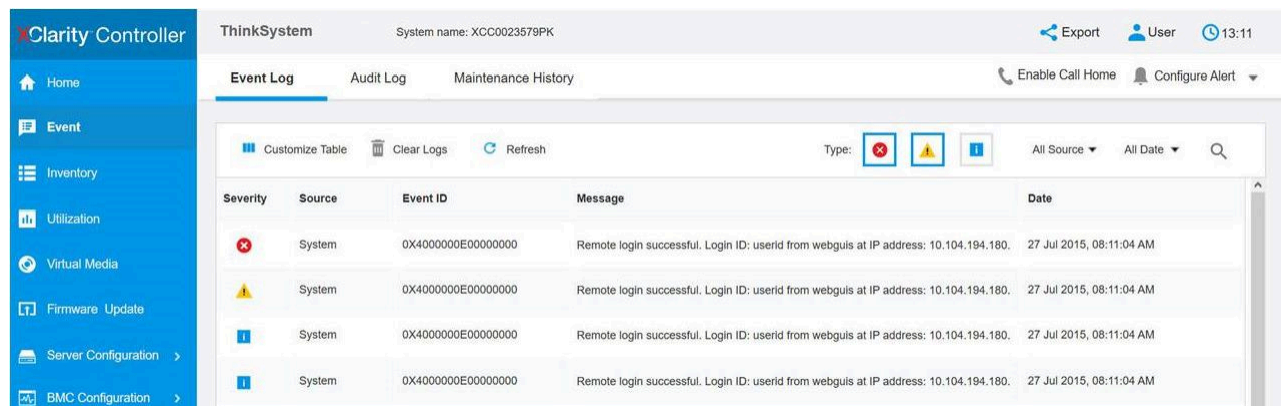 XClarity Controller
ThinkSystem System name: XCC0023579PK Export User 13:11
Home
Event Log Audit Log Maintenance History Enable Call Home Configure Alert
Event
Customize Table Clear Logs Refresh Type: All Source All Date
Inventory
Severity Source Event ID Message Date
Utilization
System 0X4000000E00000000 Remote login successful. Login ID: userid from webguis at IP address: 10.104.194.180. 27 Jul 2015, 08:11:04 AM
Virtual Media
System 0X4000000E00000000 Remote login successful. Login ID: userid from webguis at IP address: 10.104.194.180. 27 Jul 2015, 08:11:04 AM
Firmware Update
System 0X4000000E00000000 Remote login successful. Login ID: userid from webguis at IP address: 10.104.194.180. 27 Jul 2015, 08:11:04 AM
Server Configuration
System 0X4000000E00000000 Remote login successful. Login ID: userid from webguis at IP address: 10.104.194.180. 27 Jul 2015, 08:11:04 AM
BMC Configuration